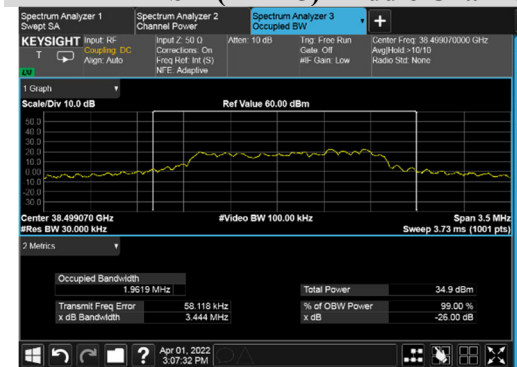 Spectrum Analyzer 1
Swept SA
Spectrum Analyzer 2
Channel Power
Spectrum Analyzer 3
Occupied BW
+
KEYSIGHT
T
LXI
Input: RF
Coupling: DC
Align: Auto
Input Z: 50 Ω
Corrections: On
Freq Ref: Int (S)
NFE: Adaptive
Atten: 10 dB
Trig: Free Run
Gate: Off
#IF Gain: Low
Center Freq: 38.499070000 GHz
Avg|Hold:>10/10
Radio Std: None
1 Graph
Scale/Div 10.0 dB
Ref Value 60.00 dBm
50.0
40.0
30.0
20.0
10.0
0.00
-10.0
-20.0
-30.0
Center 38.499070 GHz
#Video BW 100.00 kHz
Span 3.5 MHz
#Res BW 30.000 kHz
Sweep 3.73 ms (1001 pts)
2 Metrics
Occupied Bandwidth
1.9619 MHz
Total Power
34.9 dBm
Transmit Freq Error
58.118 kHz
% of OBW Power
99.00 %
x dB Bandwidth
3.444 MHz
x dB
-26.00 dB
?
Apr 01, 2022
3:07:32 PM